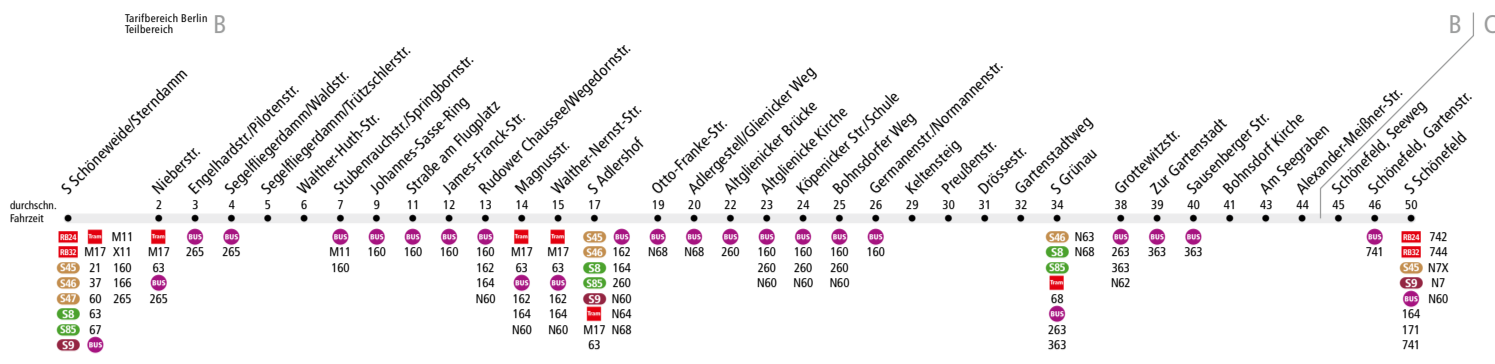 Tarifbereich Berlin B
Teilbereich
B C
S Schöneweide/Sterndamm
Nieberstr.
Engelhardstr./Pilotenstr.
Segelfliegerdamm/Waldstr.
Segelfliegerdamm/Trützschlerstr.
Walther-Huth-Str.
Stubenrauchstr./Springbornstr.
Johannes-Sasse-Ring
Straße am Flugplatz
James-Franck-Str.
Rudower Chaussee/Wegedornstr.
Magnusstr.
Walther-Nernst-Str.
S Adlershof
Otto-Franke-Str.
Adlergestell/Glienicker Weg
Altglienicker Brücke
Altglienicke Kirche
Köpenicker Str./Schule
Bohnsdorfer Weg
Germanenstr./Normannenstr.
Keltensteig
Preußenstr.
Drössestr.
Gartenstadtweg
S Grünau
Grottewitzstr.
Zur Gartenstadt
Sausenberger Str.
Bohnsdorf Kirche
Am Seegraben
Alexander-Meißner-Str.
Schönefeld, Seeweg
Schönefeld, Gartenstr.
S Schönefeld
durchschn. 2 3 4 5 6 7 9 11 12 13 14 15 17 19 20 22 23 24 25 26 29 30 31 32 34 38 39 40 41 43 44 45 46 50
Fahrzeit
RB24 Tram M11 Tram BUS BUS BUS BUS BUS BUS BUS Tram Tram S45 BUS BUS BUS BUS BUS BUS BUS BUS S46 N63 BUS BUS BUS BUS RB24 742
RB32 M17 X11 M17 265 265 M11 160 160 160 160 M17 M17 S46 162 N68 N68 260 160 160 160 160 S8 N68 263 363 363 741 RB32 744
S45 21 160 63 160 162 63 63 S8 164 260 260 260 S85 363 S45 N7X
S46 37 166 BUS 164 BUS BUS S85 260 N60 N60 N60 Tram N62 S9 N7
S47 60 265 265 N60 162 162 S9 N60 68 BUS N60
S8 63 164 164 Tram N64 BUS 164
S85 67 N60 N60 M17 N68 263 171
S9 BUS 63 363 741